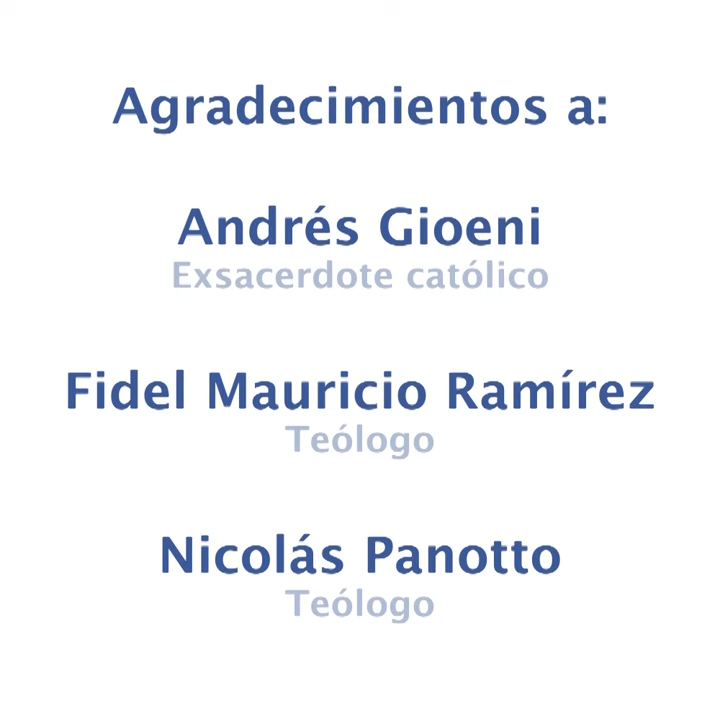 Agradecimientos a:
Andrés Gioeni
Exsacerdote católico
Fidel Mauricio Ramírez
Teólogo
Nicolás Panotto
Teólogo